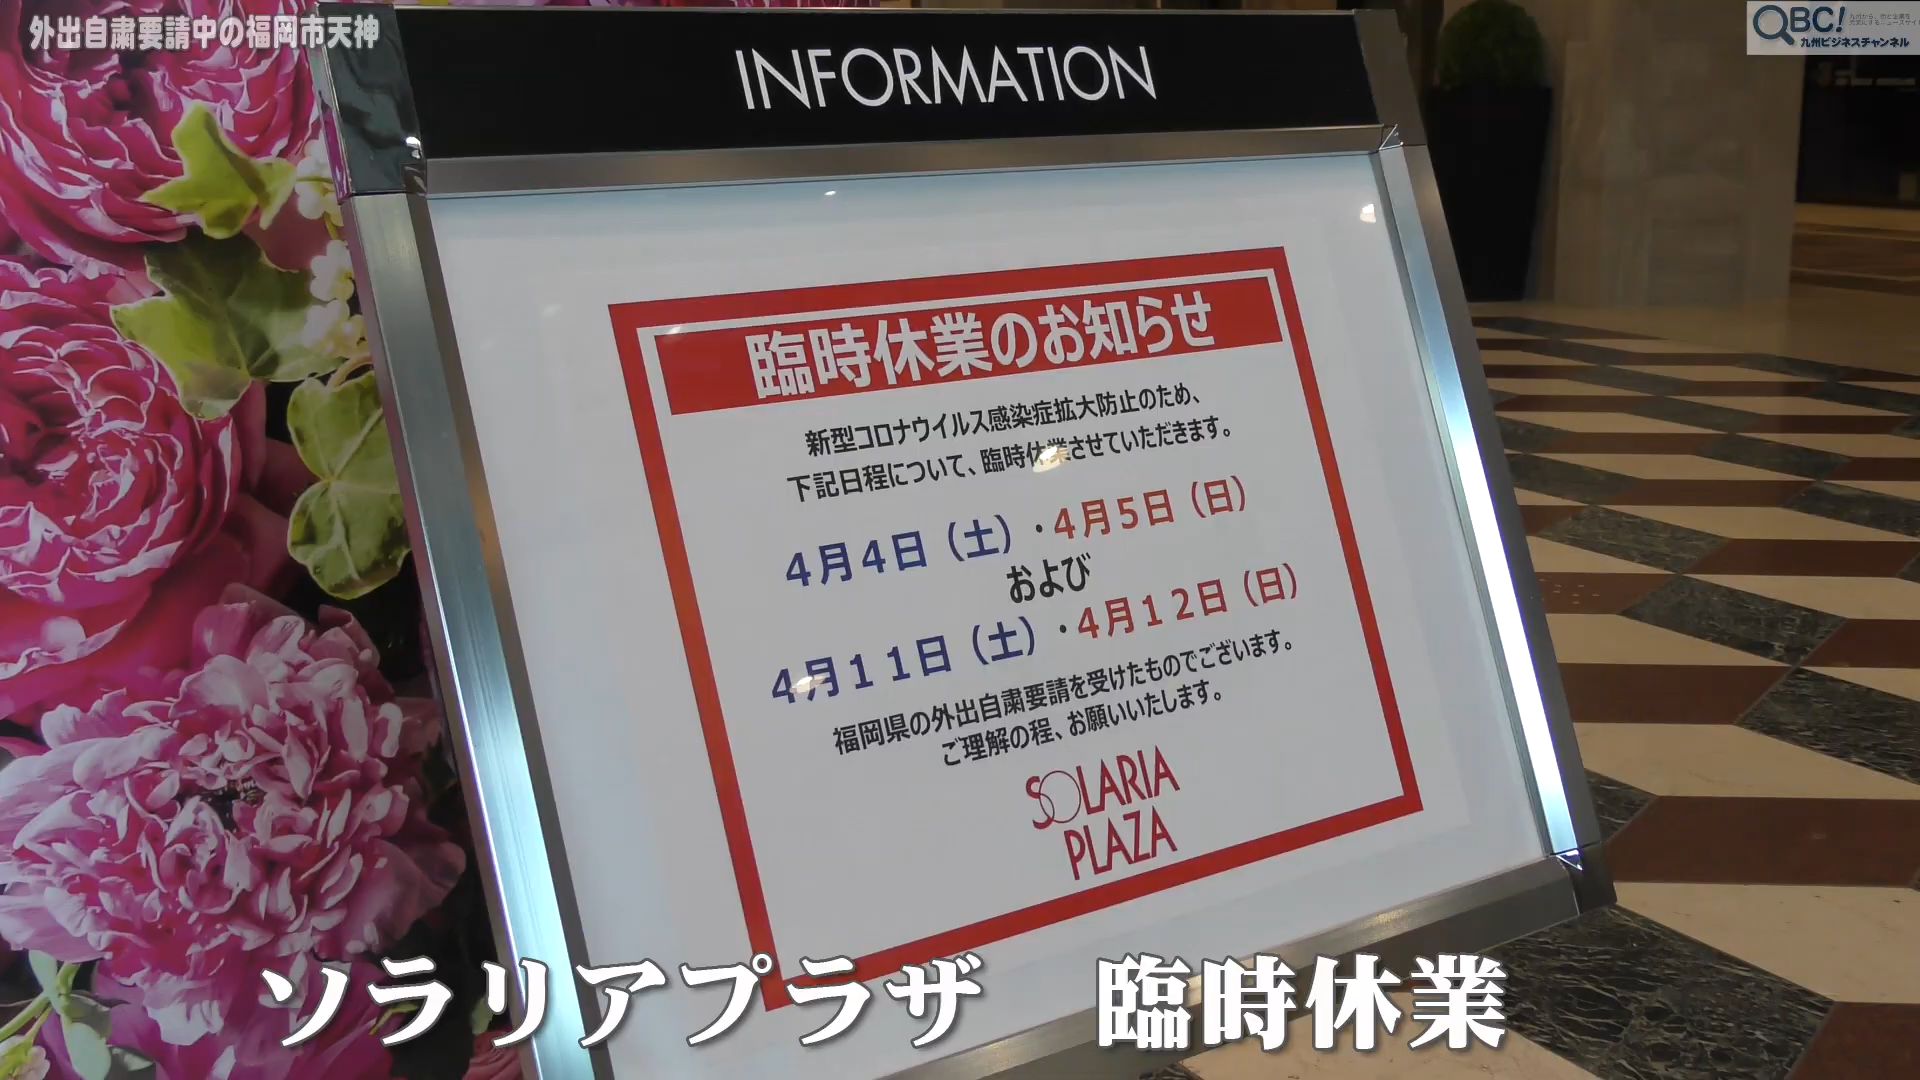 外出自粛要請中の福岡市天神
QBC!
九州ビジネスチャンネル
INFORMATION
臨時休業のお知らせ
新型コロナウイルス感染症拡大防止のため、
下記日程について、臨時休業させていただきます。
4月4日（土）・4月5日（日）
および
4月11日（土）・4月12日（日）
福岡県の外出自粛要請を受けたものでございます。
ご理解の程、お願いいたします。
SOLARIA
PLAZA
ソラリアプラザ　臨時休業